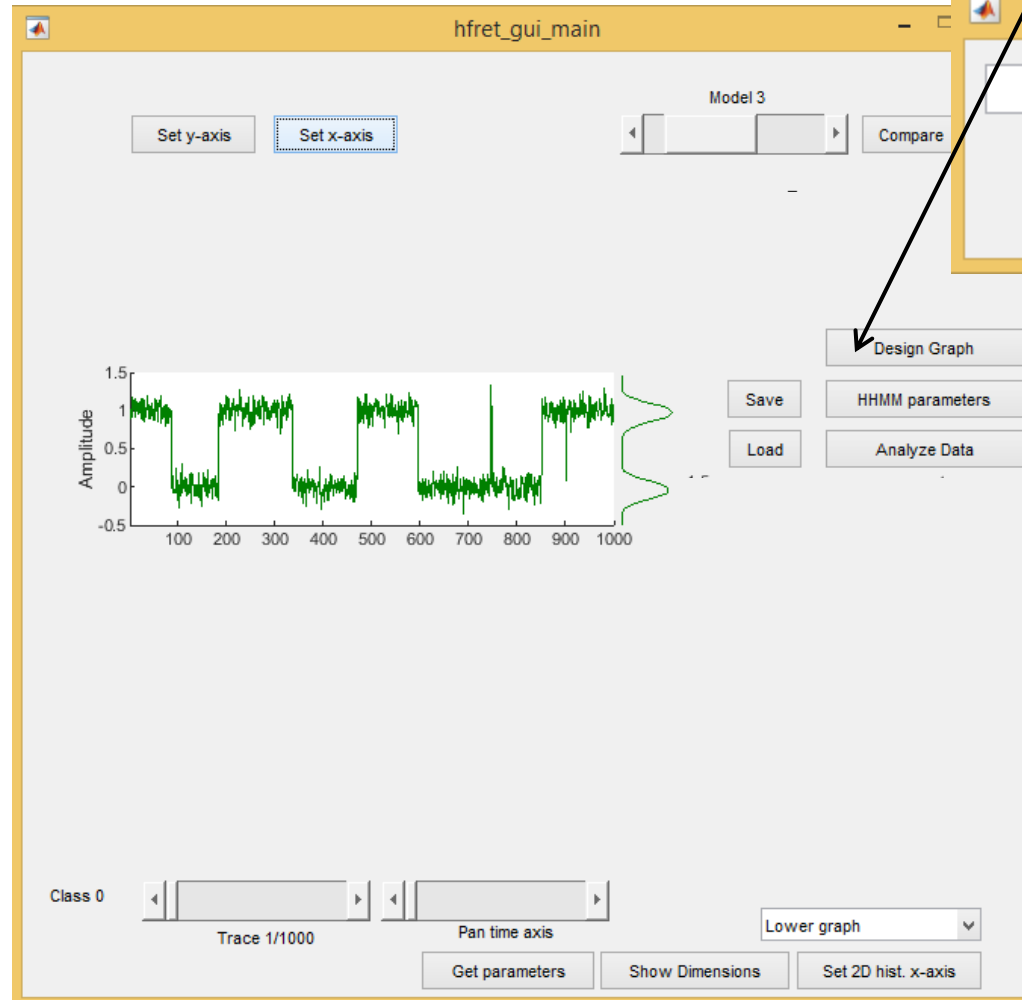 hfret_gui_main
Model 3
Set y-axis
Set x-axis
Compare
Design Graph
Save
HHMM parameters
Load
Analyze Data
Amplitude
1.5
1
0.5
0
-0.5
100 200 300 400 500 600 700 800 900 1000
Class 0
Trace 1/1000
Pan time axis
Lower graph
Get parameters
Show Dimensions
Set 2D hist. x-axis